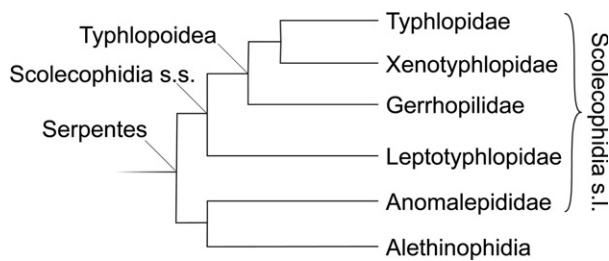 Typhlopoidea
Scolecophidia s.s.
Serpentes
Typhlopidae
Xenotyphlopidae
Gerrhopilidae
Leptotyphlopidae
Anomalepididae
Alethinophidia
Scolecophidia s.l.